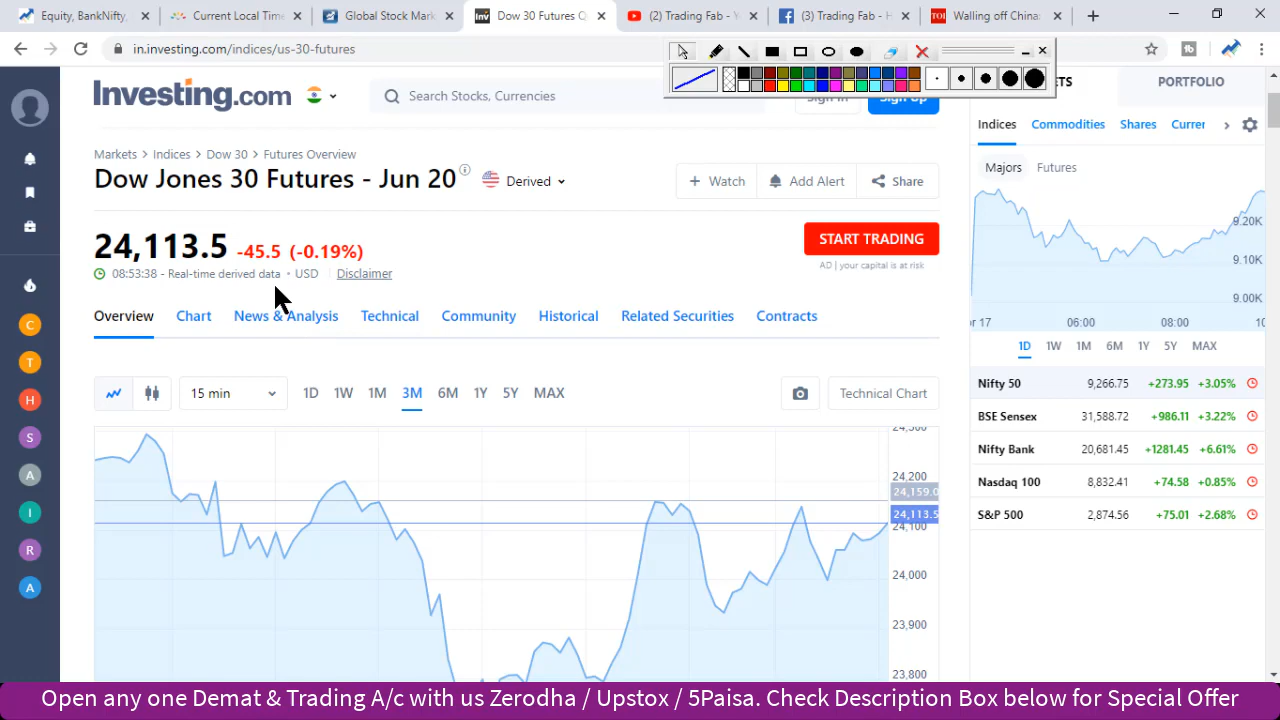 Equity, BankNifty,
Current Local Time
Global Stock Mark
Dow 30 Futures Q
(2) Trading Fab - Y
(3) Trading Fab - H
Walling off China:
in.investing.com/indices/us-30-futures
Investing.com
Search Stocks, Currencies
Sign In
Sign Up
PORTFOLIO
Indices
Commodities
Shares
Curren
Markets > Indices > Dow 30 > Futures Overview
Dow Jones 30 Futures - Jun 20
Derived
+ Watch
Add Alert
Share
Majors
Futures
24,113.5 -45.5 (-0.19%)
08:53:38 - Real-time derived data • USD
Disclaimer
START TRADING
AD | your capital is at risk
9.20K
9.10K
9.00K
06:00
08:00
Overview
Chart
News & Analysis
Technical
Community
Historical
Related Securities
Contracts
1D 1W 1M 6M 1Y 5Y MAX
15 min
1D 1W 1M 3M 6M 1Y 5Y MAX
Technical Chart
Nifty 50 9,266.75 +273.95 +3.05%
BSE Sensex 31,588.72 +986.11 +3.22%
Nifty Bank 20,681.45 +1281.45 +6.61%
Nasdaq 100 8,832.41 +74.58 +0.85%
S&P 500 2,874.56 +75.01 +2.68%
24,300
24,200
24,159.0
24,113.5
24,100
24,000
23,900
23,800
Open any one Demat & Trading A/c with us Zerodha / Upstox / 5Paisa. Check Description Box below for Special Offer